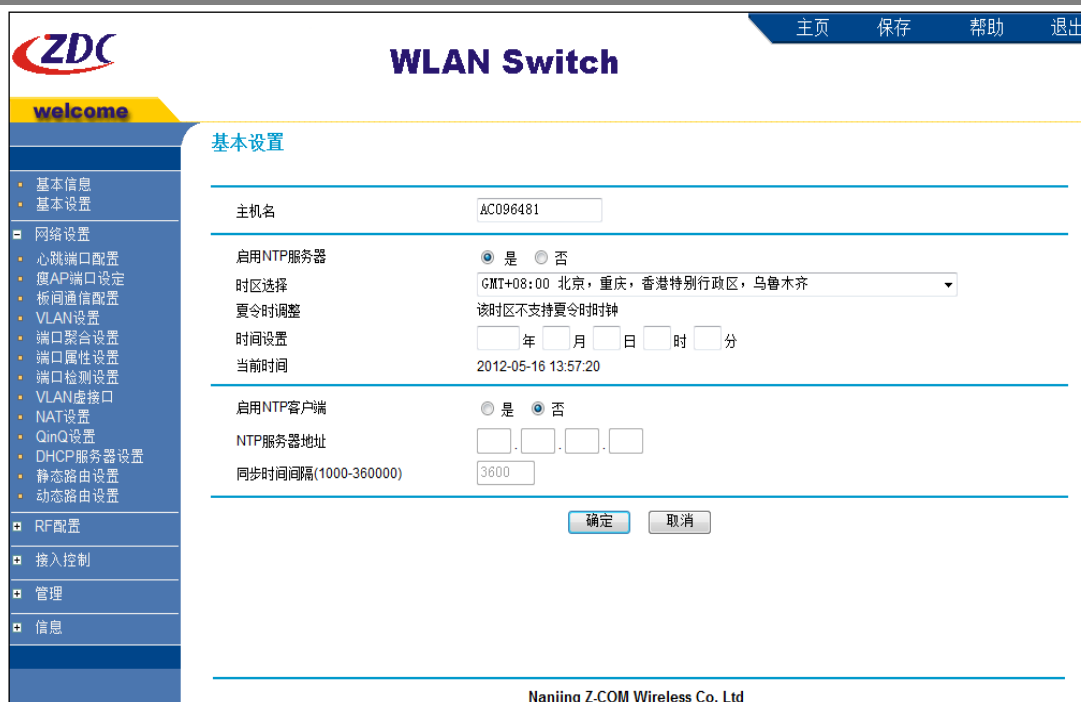 主页 保存 帮助 退出
ZDC
WLAN Switch
welcome
基本信息
基本设置
网络设置
心跳端口配置
瘦AP端口设定
板间通信配置
VLAN设置
端口聚合设置
端口属性设置
端口检测设置
VLAN虚接口
NAT设置
QinQ设置
DHCP服务器设置
静态路由设置
动态路由设置
RF配置
接入控制
管理
信息
基本设置
主机名 AC096481
启用NTP服务器 是 否
时区选择 GMT+08:00 北京，重庆，香港特别行政区，乌鲁木齐
夏令时调整 该时区不支持夏令时时钟
时间设置 年 月 日 时 分
当前时间 2012-05-16 13:57:20
启用NTP客户端 是 否
NTP服务器地址 . . .
同步时间间隔(1000-360000) 3600
确定 取消
Nanjing Z-COM Wireless Co. Ltd